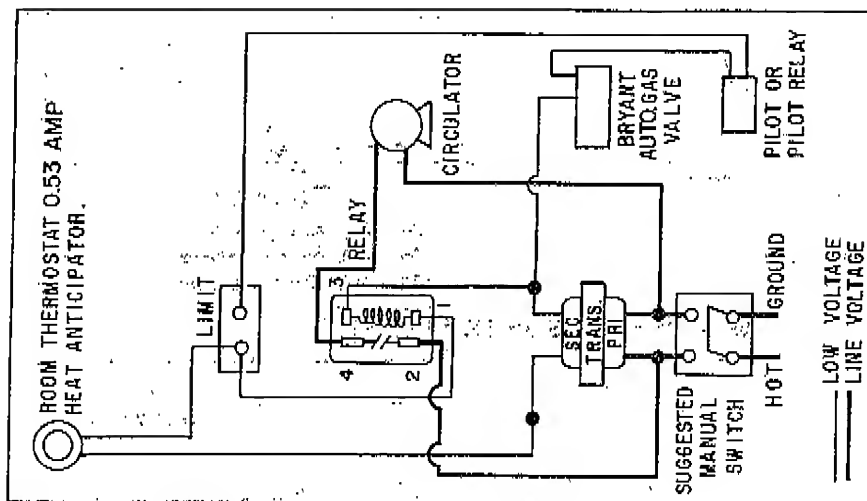 ROOM THERMOSTAT 0.53 AMP
HEAT ANTICIPATOR.
LIMIT
3
RELAY
1
4
2
CIRCULATOR
BRYANT
AUTO.GAS
VALVE
PILOT OR
PILOT RELAY
SEC.
TRANS.
PRI
SUGGESTED
MANUAL
SWITCH
HOT
GROUND
LOW VOLTAGE
LINE VOLTAGE